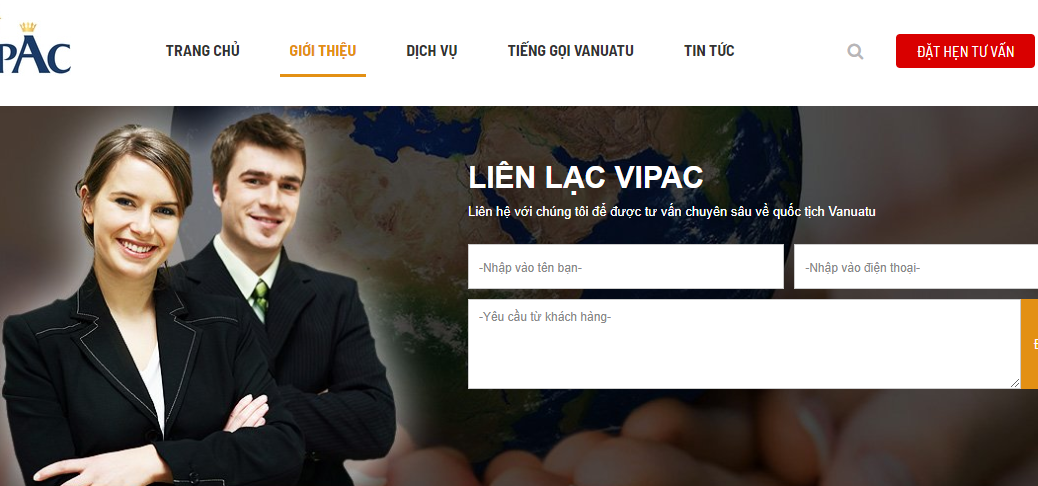 PAC
TRANG CHỦ
GIỚI THIỆU
DỊCH VỤ
TIẾNG GỌI VANUATU
TIN TỨC
ĐẶT HẸN TƯ VẤN
LIÊN LẠC VIPAC
Liên hệ với chúng tôi để được tư vấn chuyên sâu về quốc tịch Vanuatu
-Nhập vào tên bạn-
-Nhập vào điện thoại-
-Yêu cầu từ khách hàng-